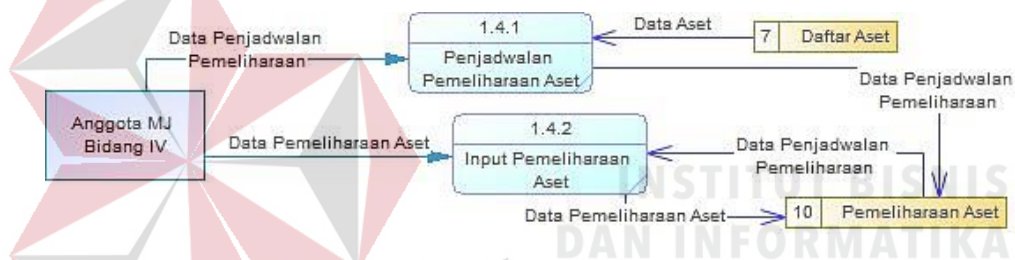 1.4.1
Penjadwalan
Pemeliharaan Aset
Data Aset
7 Daftar Aset
Data Penjadwalan
Pemeliharaan
Data Penjadwalan
Pemeliharaan
Anggota MJ
Bidang IV
Data Pemeliharaan Aset
1.4.2
Input Pemeliharaan
Aset
Data Penjadwalan
Pemeliharaan
Data Pemeliharaan Aset
10 Pemeliharaan Aset
INSTITUT BISNIS
DAN INFORMATIKA